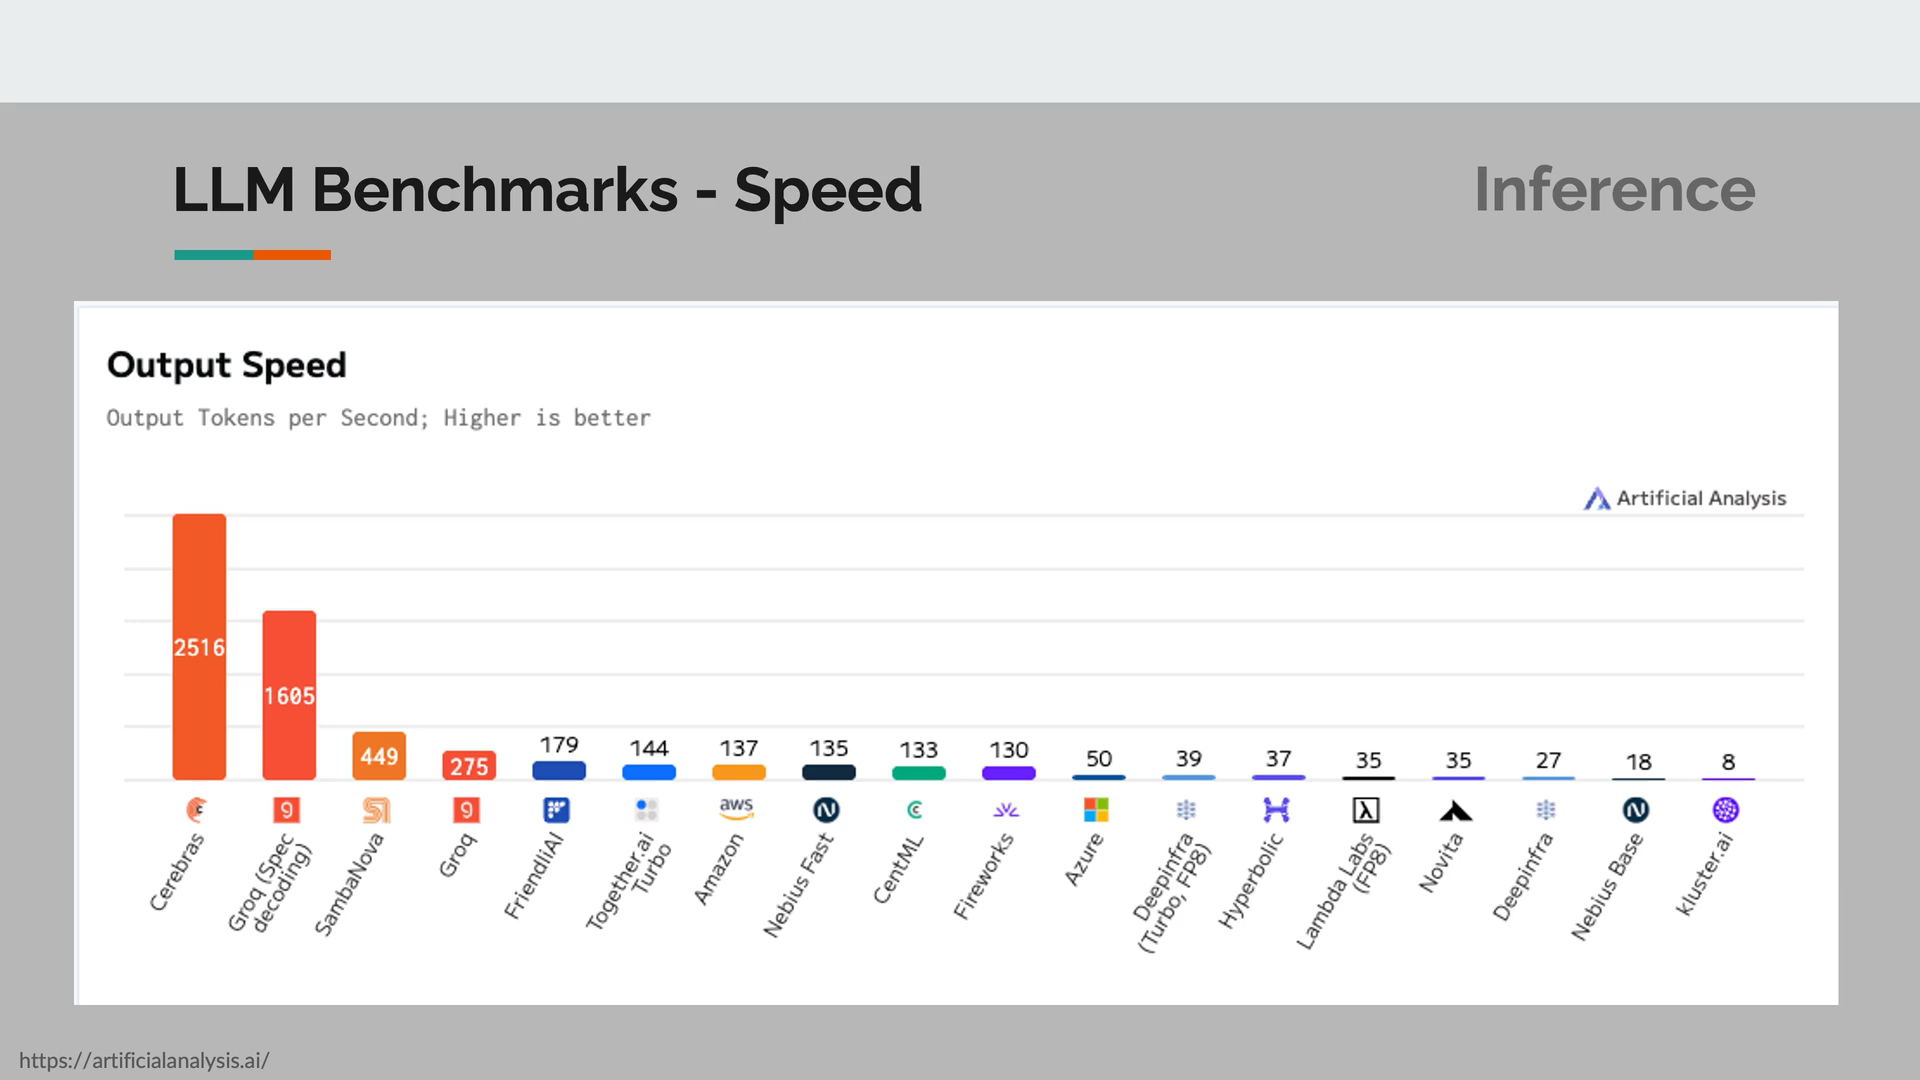 LLM Benchmarks - Speed
Inference
Output Speed
Output Tokens per Second; Higher is better
Artificial Analysis
2516
1605
449
275
179
144
137
135
133
130
50
39
37
35
35
27
18
8
9
9
aws
λ
Cerebras
Groq (Spec
decoding)
SambaNova
Groq
FriendliAI
Together.ai
Turbo
Amazon
Nebius Fast
CentML
Fireworks
Azure
Deepinfra
(Turbo, FP8)
Hyperbolic
Lambda Labs
(FP8)
Novita
Deepinfra
Nebius Base
kluster.ai
https://artificialanalysis.ai/